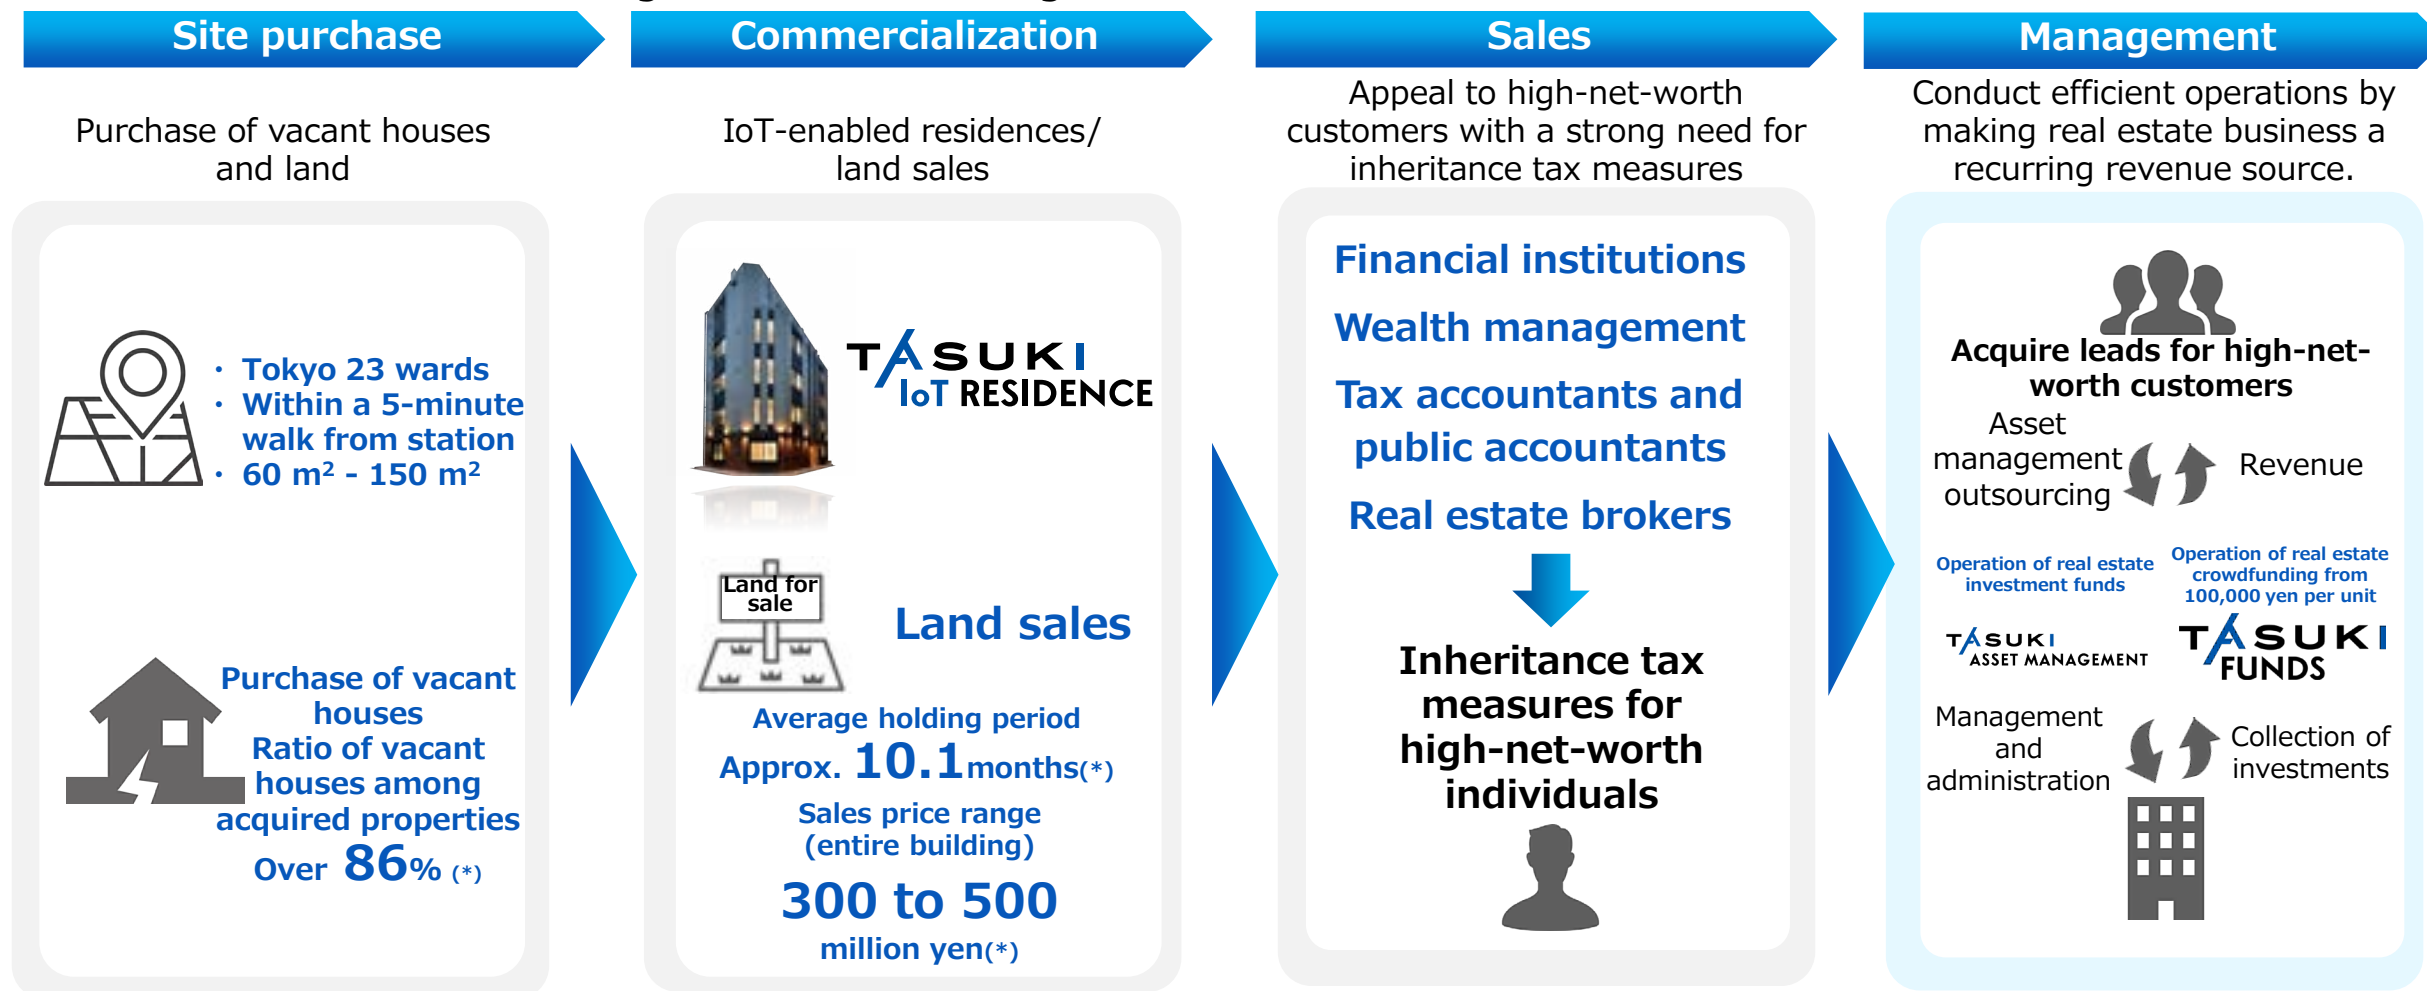 Site purchase
Purchase of vacant houses
and land
・ Tokyo 23 wards
・ Within a 5-minute
walk from station
・ 60 m² - 150 m²
Purchase of vacant
houses
Ratio of vacant
houses among
acquired properties
Over 86% (*)
Commercialization
IoT-enabled residences/
land sales
TASUKI
IoT RESIDENCE
Land for
sale
Land sales
Average holding period
Approx. 10.1months(*)
Sales price range
(entire building)
300 to 500
million yen(*)
Sales
Appeal to high-net-worth
customers with a strong need for
inheritance tax measures
Financial institutions
Wealth management
Tax accountants and
public accountants
Real estate brokers
Inheritance tax
measures for
high-net-worth
individuals
Management
Conduct efficient operations by
making real estate business a
recurring revenue source.
Acquire leads for high-net-
worth customers
Asset
management
outsourcing
Revenue
Operation of real estate
investment funds
Operation of real estate
crowdfunding from
100,000 yen per unit
TASUKI
ASSET MANAGEMENT
TASUKI
FUNDS
Management
and
administration
Collection of
investments